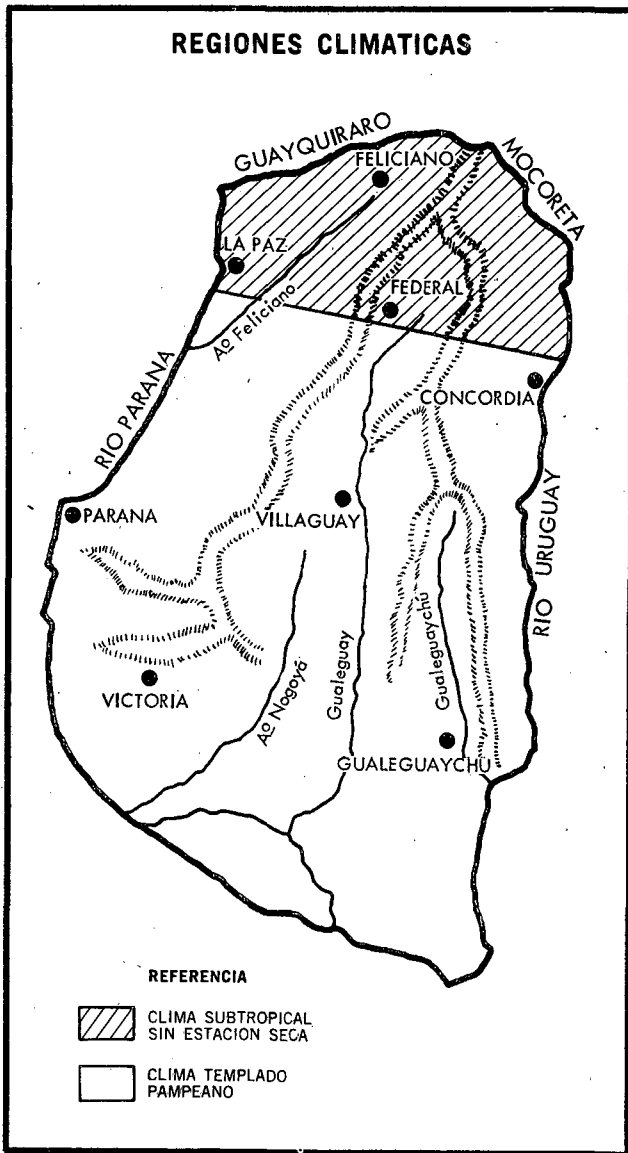 REGIONES CLIMATICAS
GUAYQUIRARO
MOCORETA
FELICIANO
LA PAZ
Aº Feliciano
FEDERAL
RIO PARANA
CONCORDIA
PARANA
VILLAGUAY
RIO URUGUAY
VICTORIA
Aº Nogoyá
Gualeguay
Gualeguaychú
GUALEGUAYCHU
REFERENCIA
CLIMA SUBTROPICAL
SIN ESTACION SECA
CLIMA TEMPLADO
PAMPEANO